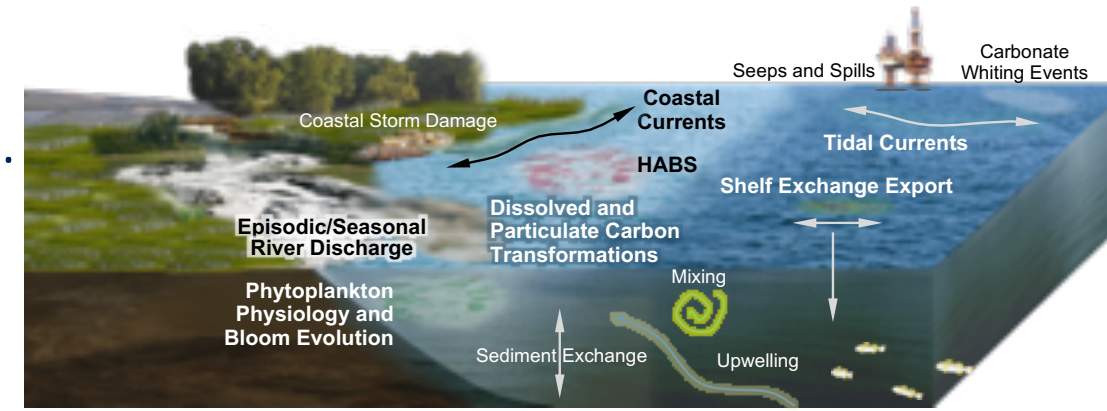 Carbonate
Whiting Events
Seeps and Spills
Coastal
Currents
Coastal Storm Damage
Tidal Currents
HABS
Shelf Exchange Export
Dissolved and
Particulate Carbon
Transformations
Episodic/Seasonal
River Discharge
Mixing
Phytoplankton
Physiology and
Bloom Evolution
Sediment Exchange
Upwelling